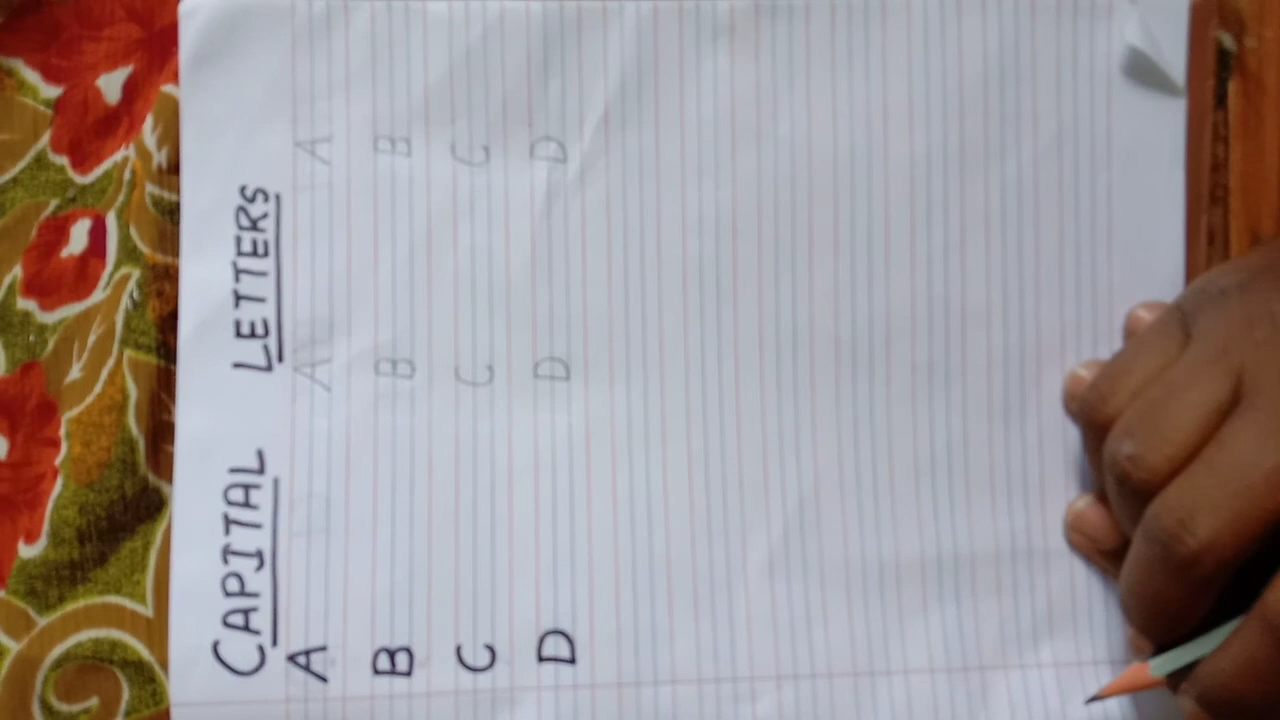 CAPITAL LETTERS
A A A
B B B
C C C
D D D